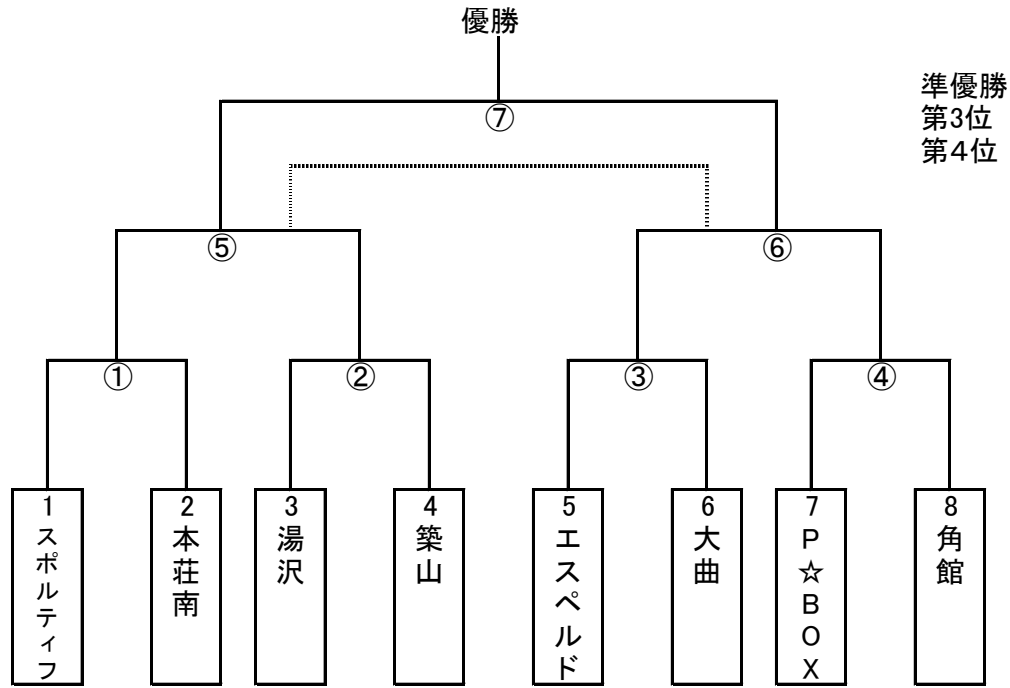 優勝
準優勝
第3位
第4位
⑦
⑤
⑥
①
②
③
④
1スポルティフ
2本荘南
3湯沢
4築山
5エスペルド
6大曲
7P☆BOX
8角館